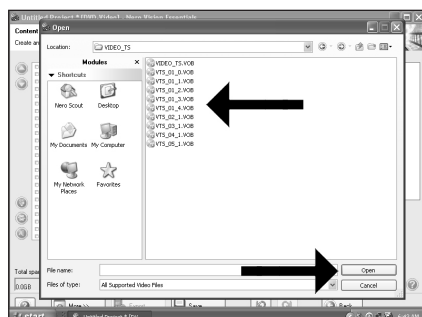 Untitled Project * [DVD-Video] - Nero Vision Essentials
Open
Content
Create an
Location:
VIDEO_TS
Modules
Shortcuts
Nero Scout
Desktop
My Documents
My Computer
My Network
Places
Favorites
VIDEO_TS.VOB
VTS_01_0.VOB
VTS_01_1.VOB
VTS_01_2.VOB
VTS_01_3.VOB
VTS_01_4.VOB
VTS_02_1.VOB
VTS_03_1.VOB
VTS_04_1.VOB
VTS_05_1.VOB
File name:
Open
Files of type:
All Supported Video Files
Cancel
Total spa
0.0GB
More >>
Save
Back
start